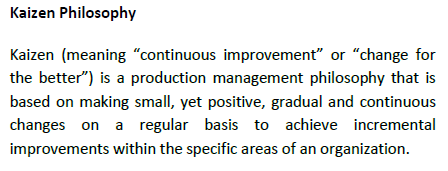 Kaizen Philosophy
Kaizen (meaning “continuous improvement” or “change for
the better”) is a production management philosophy that is
based on making small, yet positive, gradual and continuous
changes on a regular basis to achieve incremental
improvements within the specific areas of an organization.